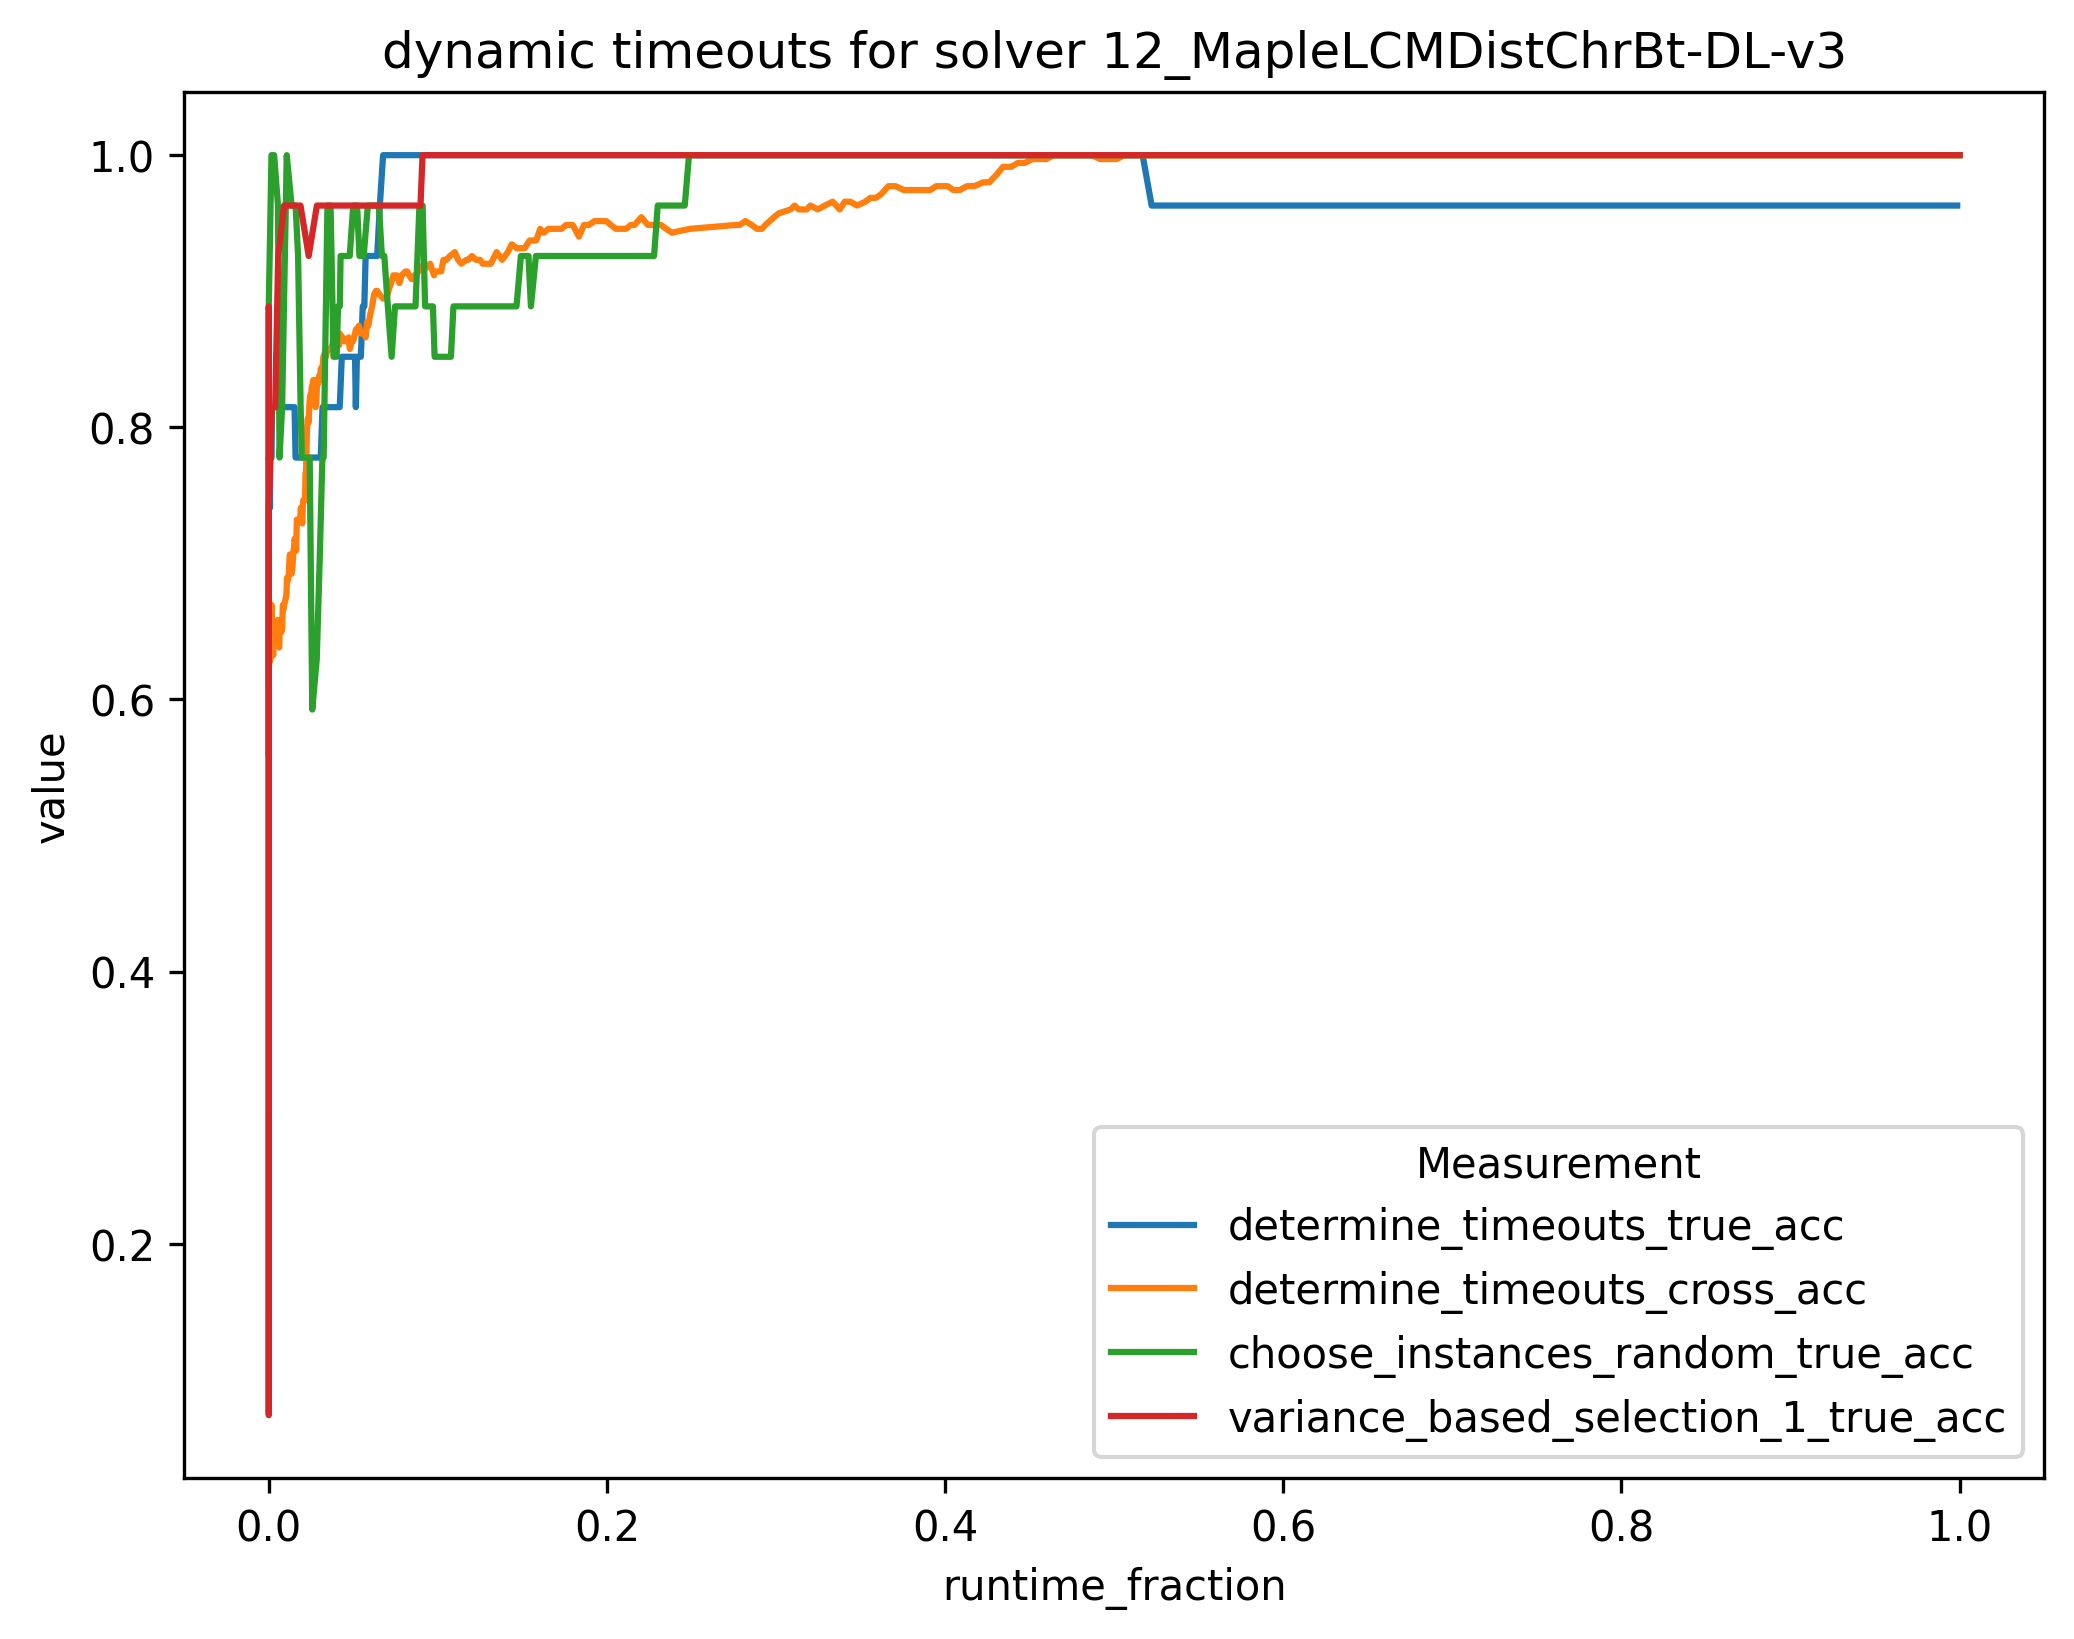 dynamic timeouts for solver 12_MapleLCMDistChrBt-DL-v3
1.0
0.8
0.6
0.4
0.2
value
0.0 0.2 0.4 0.6 0.8 1.0
runtime_fraction
Measurement
determine_timeouts_true_acc
determine_timeouts_cross_acc
choose_instances_random_true_acc
variance_based_selection_1_true_acc